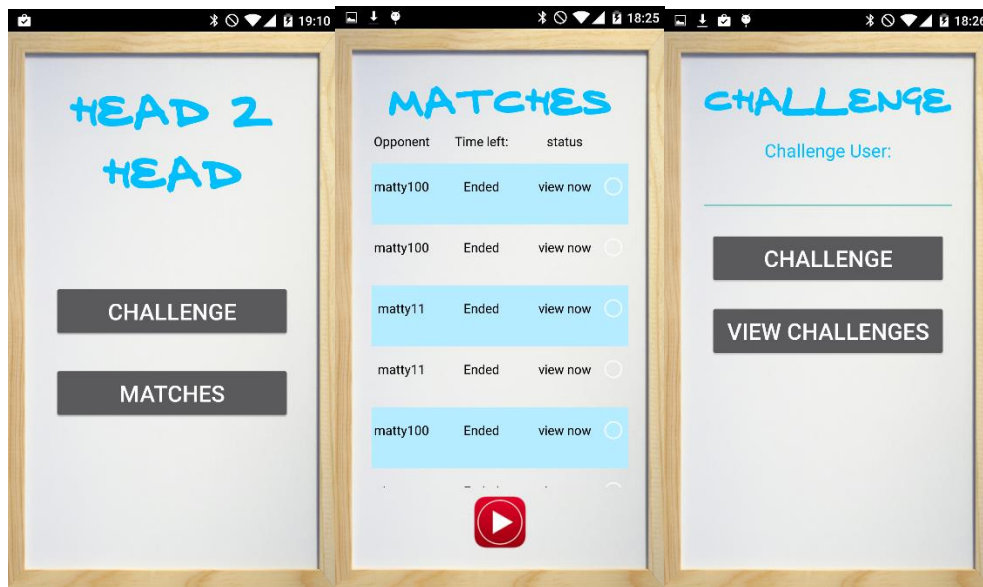 19:10
HEAD 2
HEAD
CHALLENGE
MATCHES
18:25
MATCHES
Opponent Time left: status
matty100 Ended view now
matty100 Ended view now
matty11 Ended view now
matty11 Ended view now
matty100 Ended view now
18:26
CHALLENGE
Challenge User:
CHALLENGE
VIEW CHALLENGES